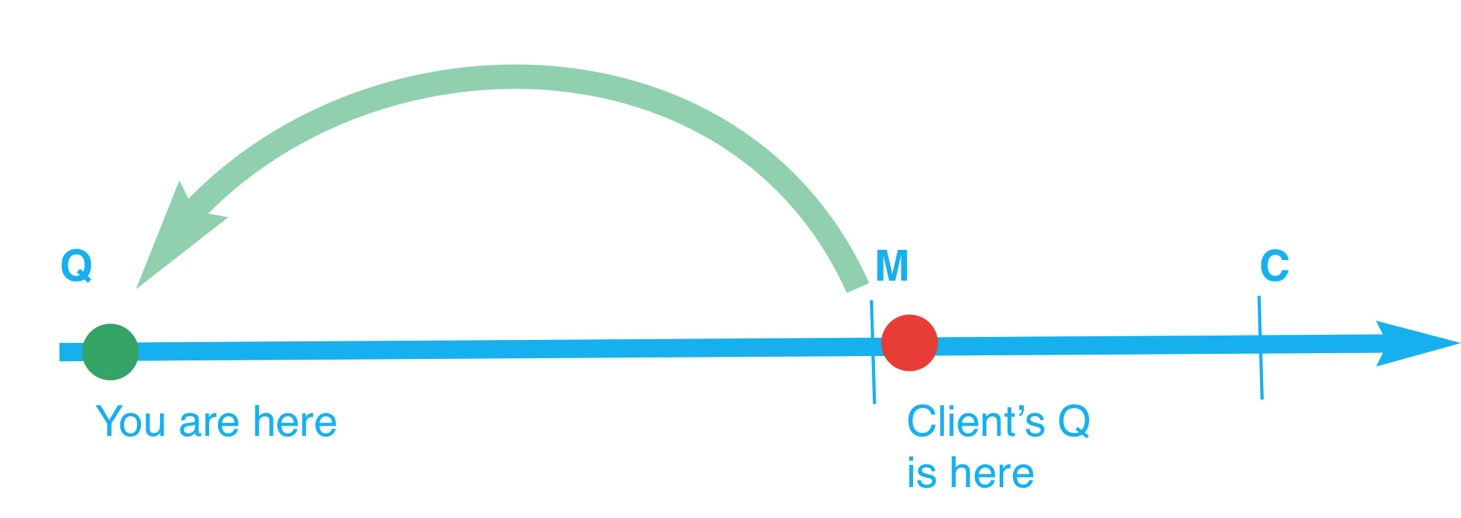 Q
M
C
You are here
Client’s Q
is here